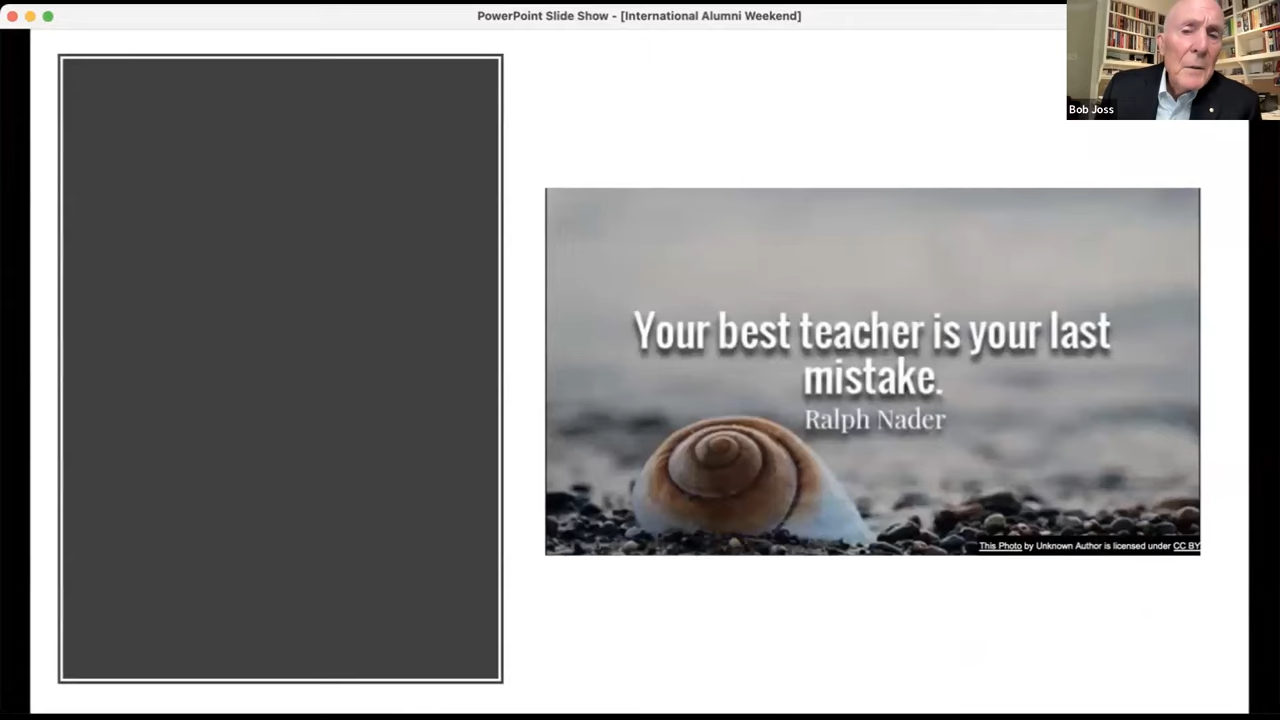 PowerPoint Slide Show - [International Alumni Weekend]
Bob Joss
Your best teacher is your last
mistake.
Ralph Nader
This Photo by Unknown Author is licensed under CC BY